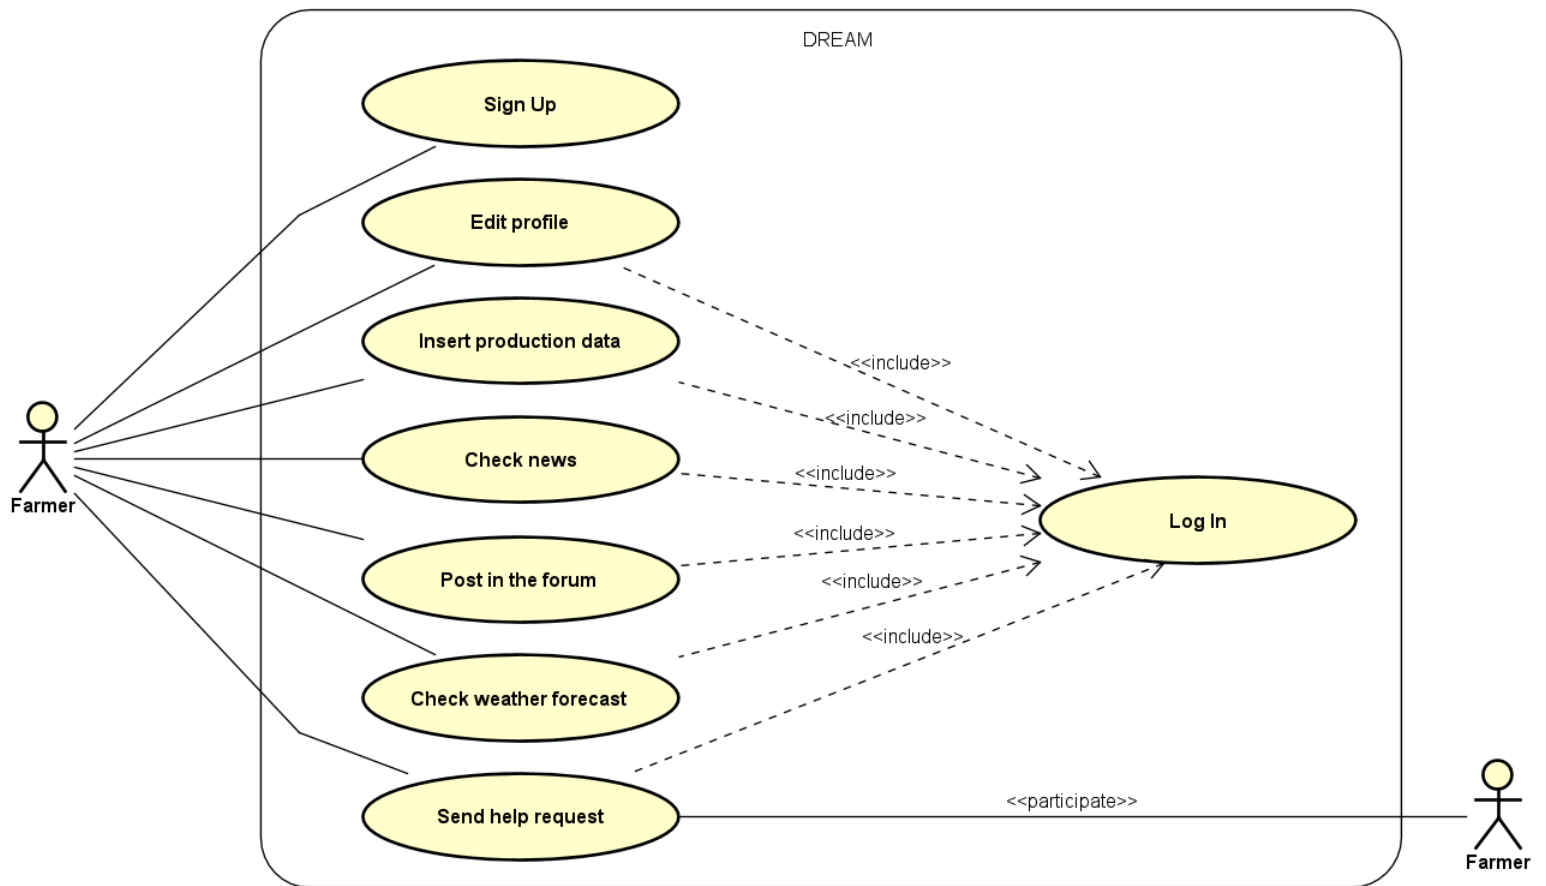 DREAM
Sign Up
Edit profile
Insert production data
<<include>>
<<include>>
Check news
<<include>>
Farmer
Log In
<<include>>
Post in the forum
<<include>>
<<include>>
Check weather forecast
Send help request
<<participate>>
Farmer